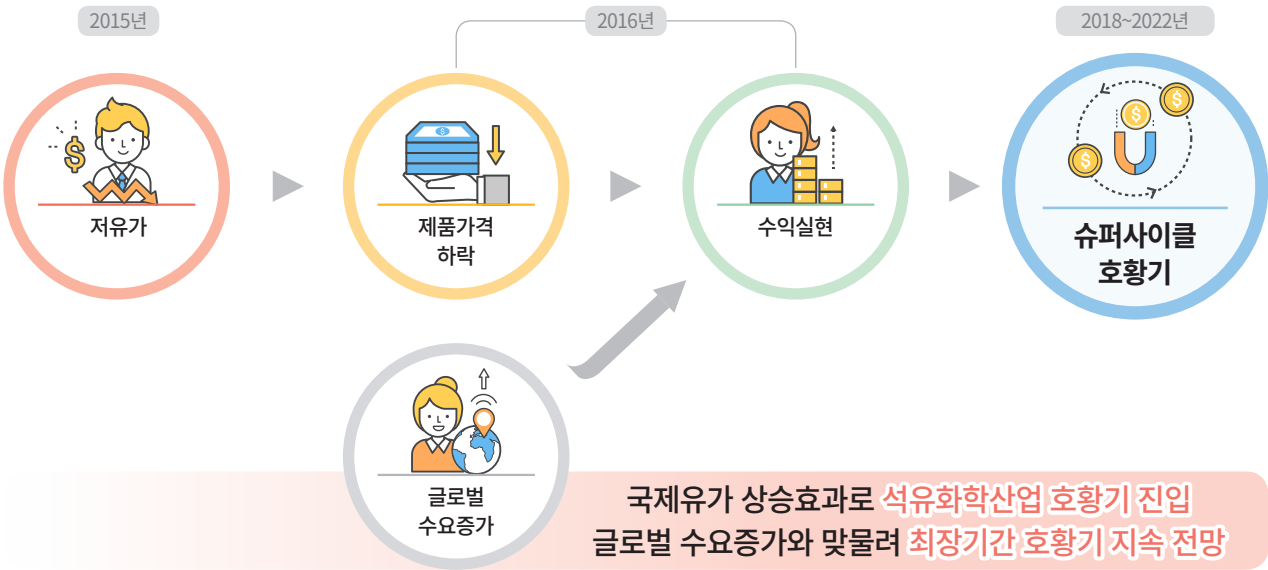 2015년
2016년
2018~2022년
저유가
제품가격
하락
수익실현
슈퍼사이클
호황기
글로벌
수요증가
국제유가 상승효과로 석유화학산업 호황기 진입
글로벌 수요증가와 맞물려 최장기간 호황기 지속 전망